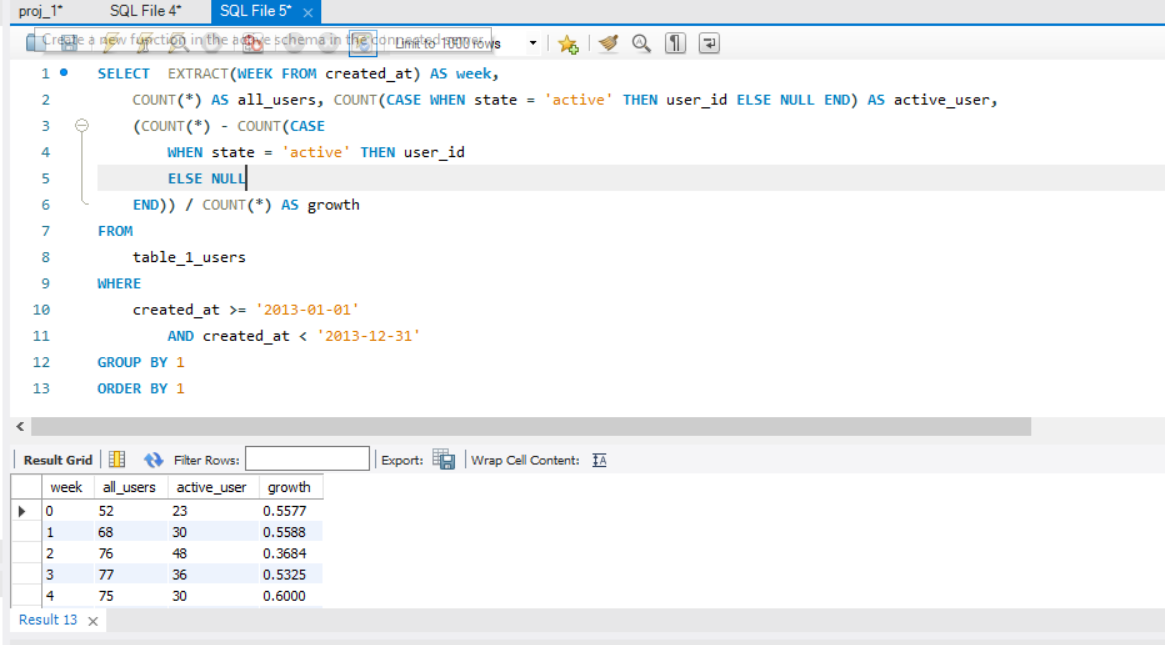 proj_1* SQL File 4* SQL File 5* ×
Create a new function in the active schema in the connected server
Limit to 1000 rows
1 SELECT EXTRACT(WEEK FROM created_at) AS week,
2 COUNT(*) AS all_users, COUNT(CASE WHEN state = 'active' THEN user_id ELSE NULL END) AS active_user,
3 (COUNT(*) - COUNT(CASE
4 WHEN state = 'active' THEN user_id
5 ELSE NULL
6 END)) / COUNT(*) AS growth
7 FROM
8 table_1_users
9 WHERE
10 created_at >= '2013-01-01'
11 AND created_at < '2013-12-31'
12 GROUP BY 1
13 ORDER BY 1
Result Grid Filter Rows: Export: Wrap Cell Content: IA
week all_users active_user growth
0 52 23 0.5577
1 68 30 0.5588
2 76 48 0.3684
3 77 36 0.5325
4 75 30 0.6000
Result 13 ×